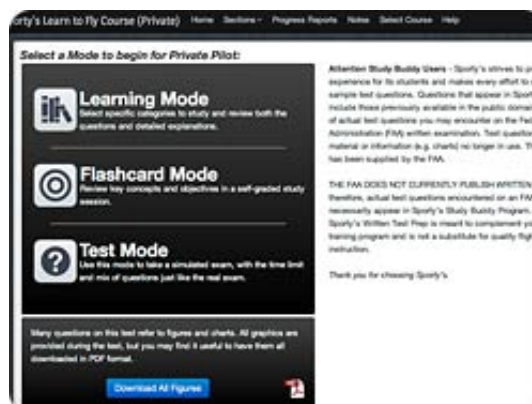 orty's Learn to Fly Course (Private) Home Sections Progress Reports Notes Select Course Help
Select a Mode to begin for Private Pilot:
Learning Mode
Select specific categories to study and review both the
questions and detailed explanations.
Flashcard Mode
Review key concepts and objectives in a self-graded study
session.
Test Mode
Use this mode to take a simulated exam, with the time limit
and mix of questions just like the real exam.
Many questions on this test refer to figures and charts. All graphics are
provided during the test, but you may find it useful to have them all
downloaded in PDF format.
Download All Figures
Attention Study Buddy Users - Sporty's strives to pr
experience for its students and makes every effort to
sample test questions. Questions that appear in Sport
include those previously available in the public doma
of actual test questions you may encounter on the Fed
Administration (FAA) written examination. Test question
material or information (e.g. charts) no longer in use. Th
has been supplied by the FAA.
THE FAA DOES NOT CURRENTLY PUBLISH WRITTEN
therefore, actual test questions encountered on an FAA
necessarily appear in Sporty's Study Buddy Program.
Sporty's Written Test Prep is meant to complement yo
training program and is not a substitute for quality fligh
instruction.
Thank you for choosing Sporty's.